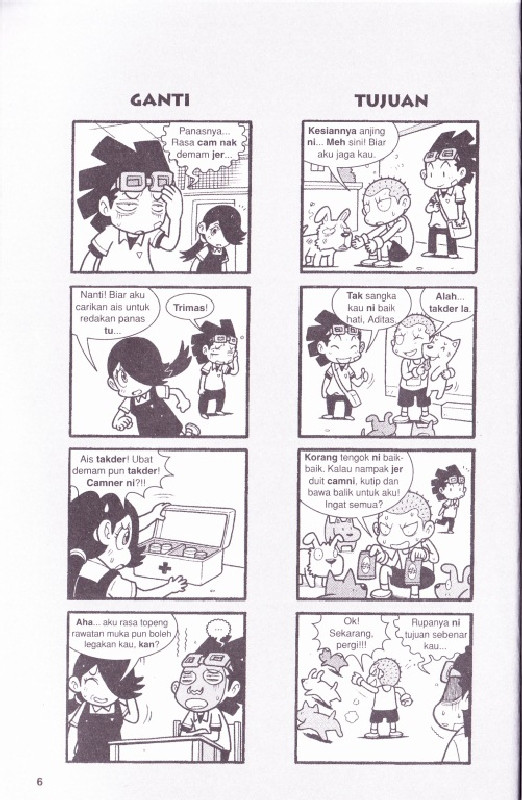 GANTI
Panasnya...
Rasa cam nak
demam jer...
Nanti! Biar aku
carikan ais untuk
redakan panas
tu...
Trimas!
Ais takder! Ubat
demam pun takder!
Camner ni?!!
Aha... aku rasa topeng
rawatan muka pun boleh
legakan kau, kan?
...
TUJUAN
Kesiannya anjing
ni... Meh sini! Biar
aku jaga kau.
Tak sangka
kau ni baik
hati, Aditas.
Alah...
takder la.
Korang tengok ni baik-
baik. Kalau nampak jer
duit camni, kutip dan
bawa balik untuk aku!!
Ingat semua?
Ok!
Sekarang,
pergi!!!
Rupanya ni
tujuan sebenar
kau...
6